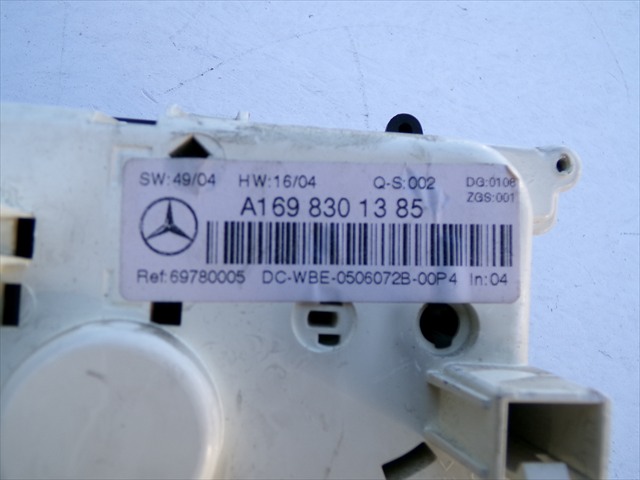 SW:49/04 HW:16/04 Q-S:002 DG:0106
ZGS:001
A169 830 13 85
Ref:69780005 DC-WBE-0506072B-00P4 In:04